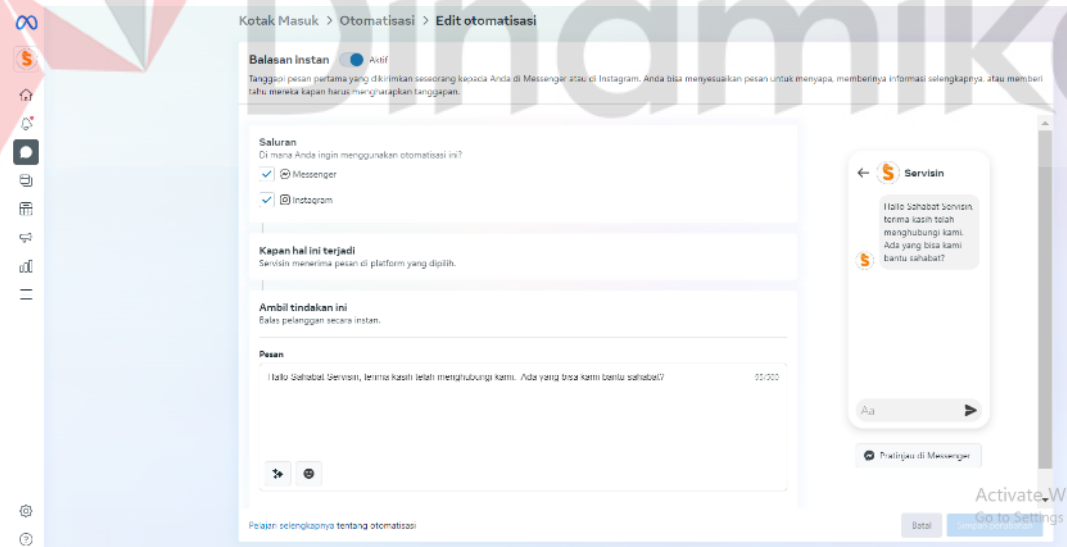 Dinamika
Kotak Masuk > Otomatisasi > Edit otomatisasi
Balasan Instan Aktif
Tanggapi pesan pertama yang dikirimkan seseorang kepada Anda di Messenger atau di Instagram. Anda bisa menyesuaikan pesan untuk menyapa, memberinya informasi selengkapnya, atau memberi
tahu mereka kapan harus mengharapkan tanggapan.
Saluran
Di mana Anda ingin menggunakan otomatisasi ini?
Messenger
Instagram
Kapan hal ini terjadi
Servisin menerima pesan di platform yang dipilih.
Ambil tindakan ini
Balas pelanggan secara instan.
Pesan
Hallo Sahabat Servisin, terima kasih telah menghubungi kami. Ada yang bisa kami bantu sahabat?
Servisin
Hallo Sahabat Servisin,
terima kasih telah
menghubungi kami.
Ada yang bisa kami
bantu sahabat?
Aa
Pratinjau di Messenger
Pelajari selengkapnya tentang otomatisasi
Batal
Simpan perubahan
Activate W
Go to Settings